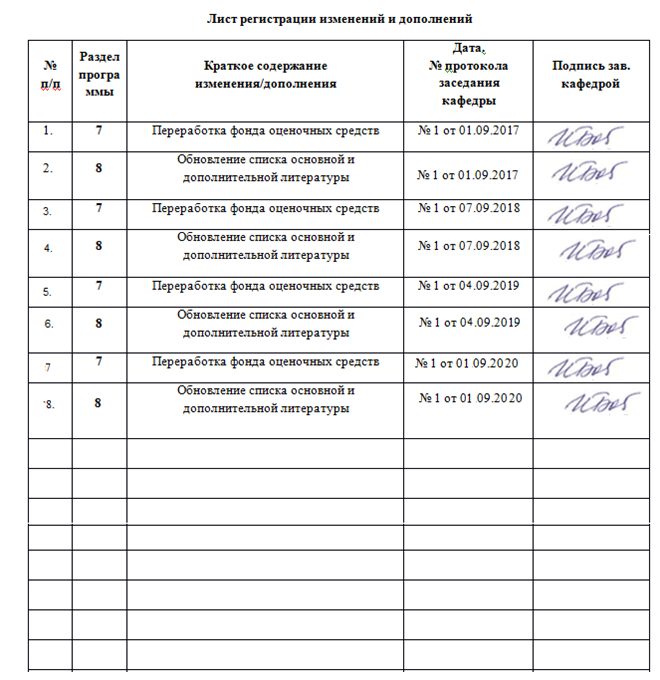 Лист регистрации изменений и дополнений
№ п/п
Раздел програ ммы
Краткое содержание изменения/дополнения
Дата, № протокола заседания кафедры
Подпись зав. кафедрой
1. 7 Переработка фонда оценочных средств № 1 от 01.09.2017
2. 8 Обновление списка основной и дополнительной литературы № 1 от 01.09.2017
3. 7 Переработка фонда оценочных средств № 1 от 07.09.2018
4. 8 Обновление списка основной и дополнительной литературы № 1 от 07.09.2018
5. 7 Переработка фонда оценочных средств № 1 от 04.09.2019
6. 8 Обновление списка основной и дополнительной литературы № 1 от 04.09.2019
7 7 Переработка фонда оценочных средств № 1 от 01.09.2020
8. 8 Обновление списка основной и дополнительной литературы № 1 от 01.09.2020